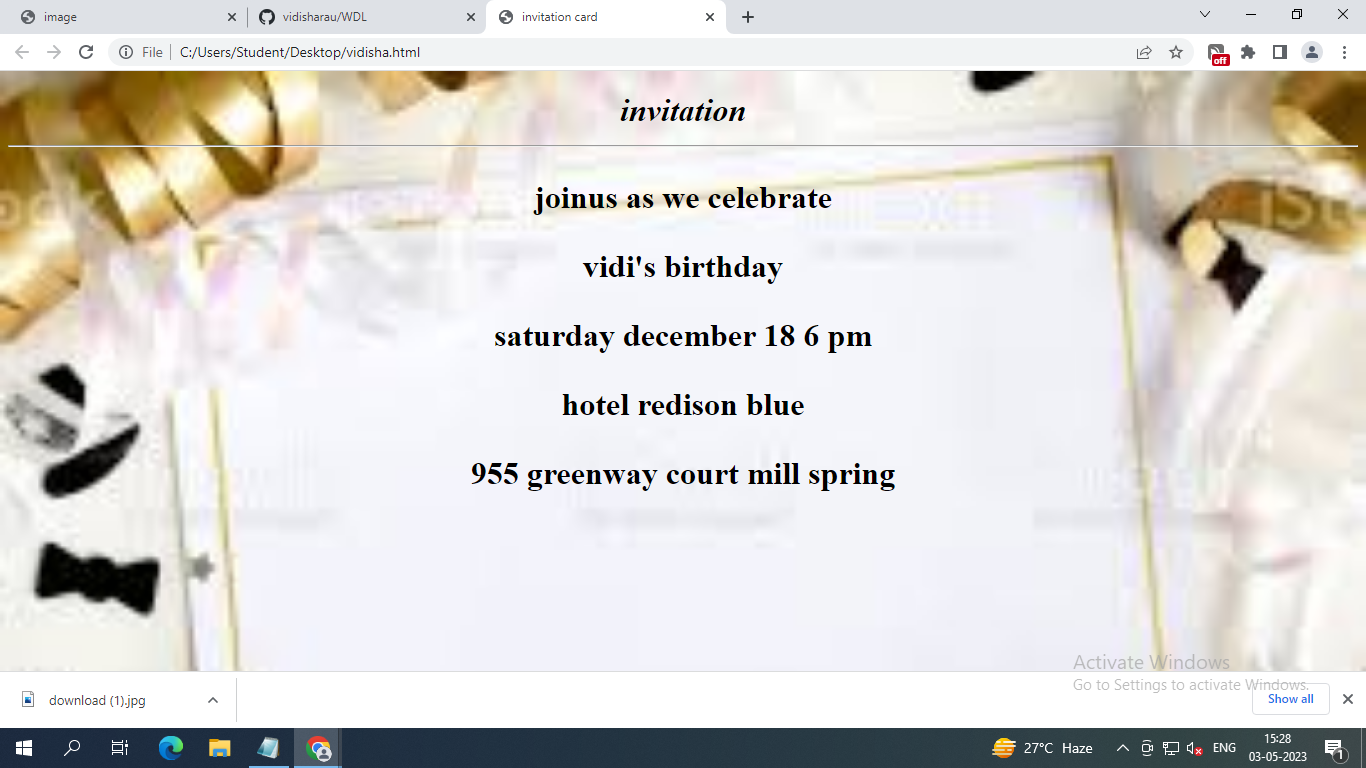 image
vidisharau/WDL
invitation card
File
C:/Users/Student/Desktop/vidisha.html
off
invitation
iSto
joinus as we celebrate
vidi's birthday
saturday december 18 6 pm
hotel redison blue
955 greenway court mill spring
Activate Windows
Go to Settings to activate Windows.
download (1).jpg
Show all
27°C Haze
ENG
15:28
03-05-2023
1